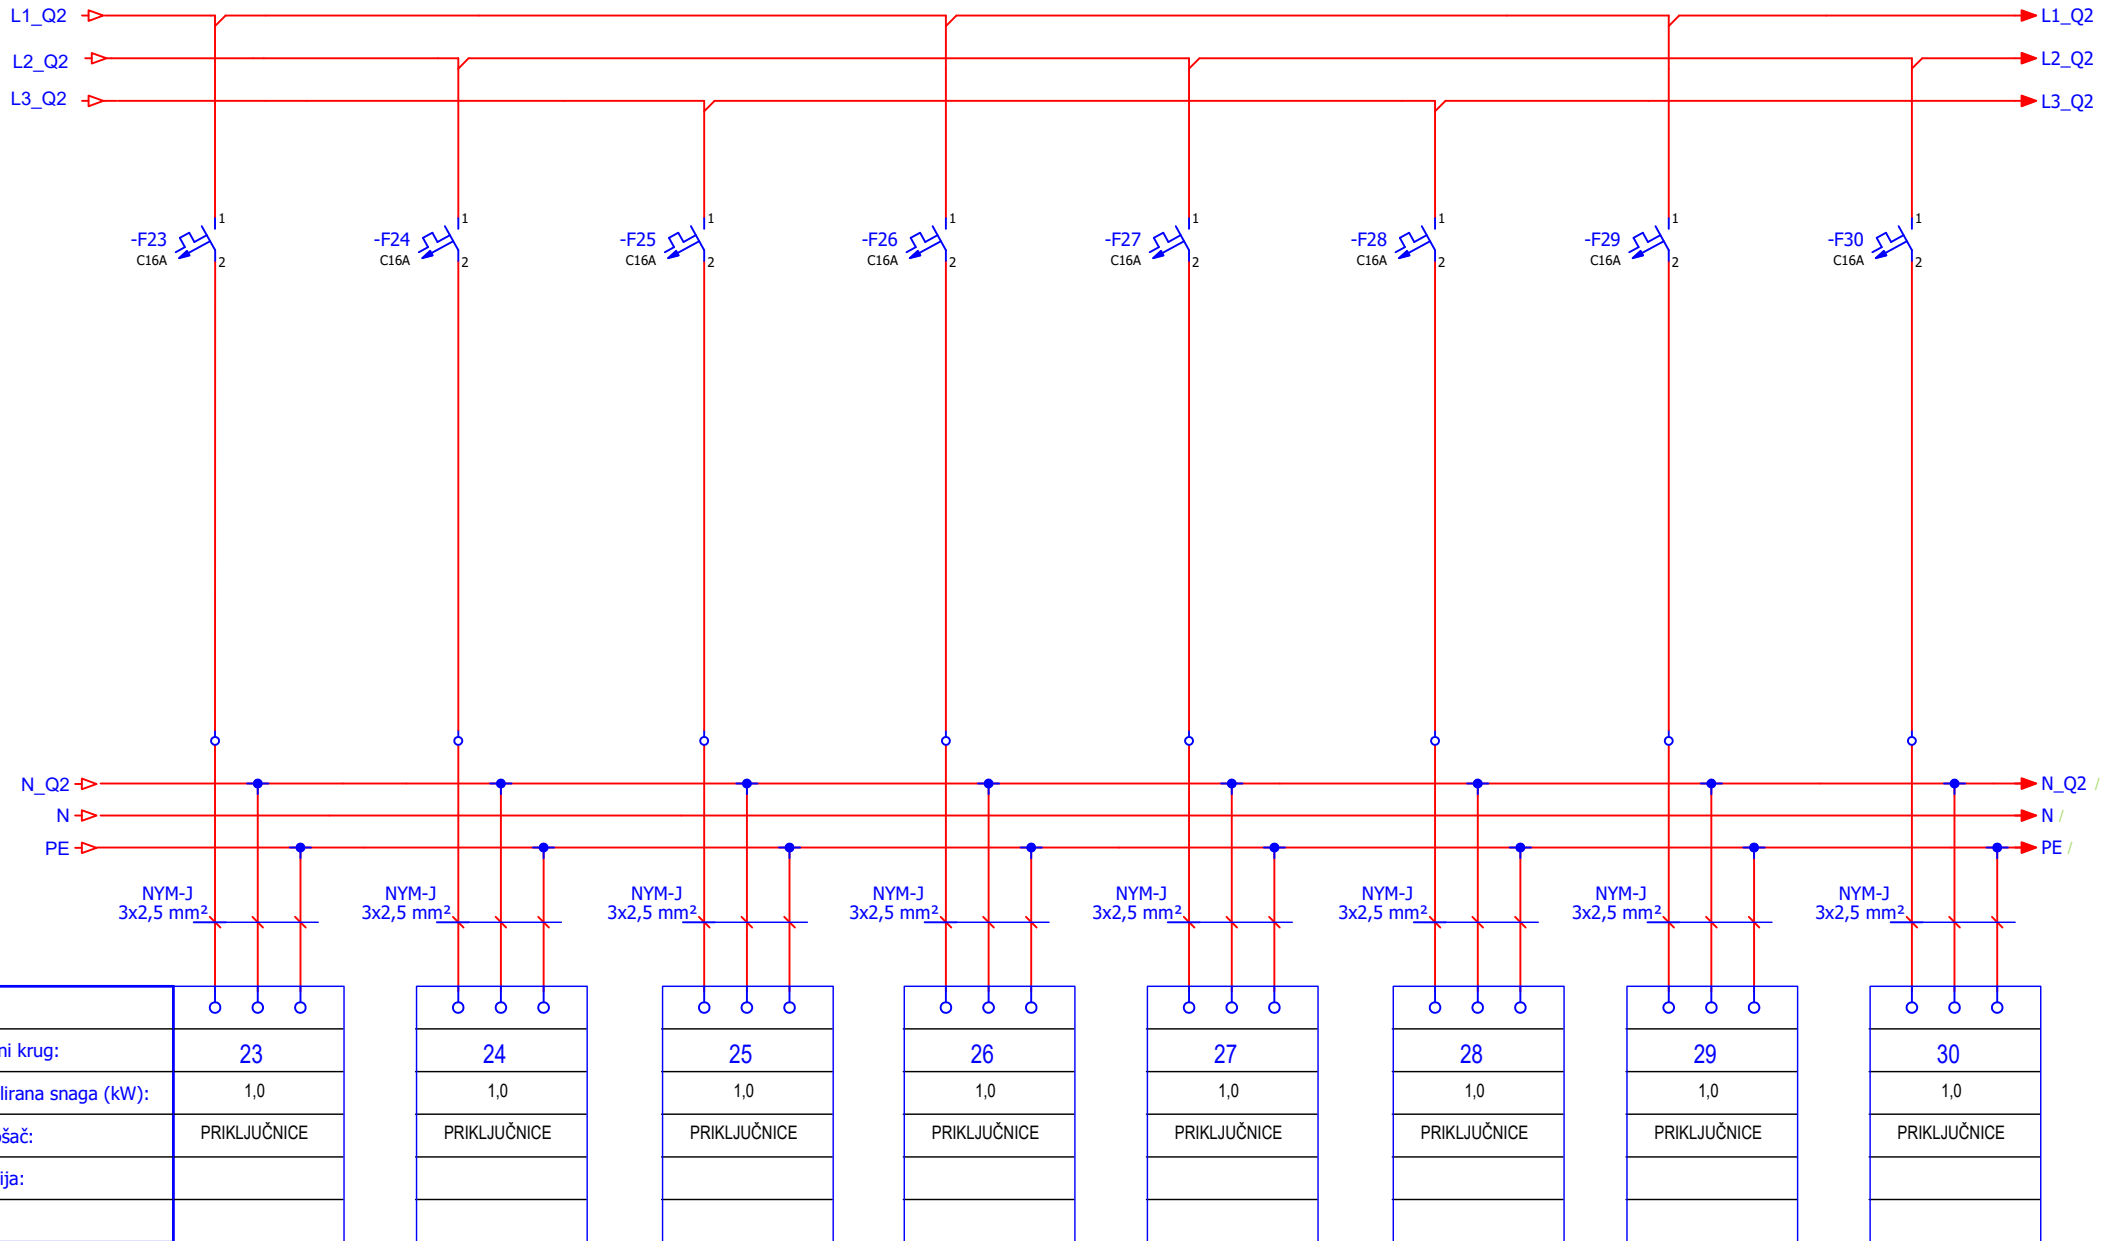 L1_Q2 L1_Q2
L2_Q2 L2_Q2
L3_Q2 L3_Q2
1 1 1 1 1 1 1 1
-F23 -F24 -F25 -F26 -F27 -F28 -F29 -F30
C16A C16A C16A C16A C16A C16A C16A C16A
2 2 2 2 2 2 2 2
N_Q2 N_Q2 /
N N /
PE PE /
NYM-J NYM-J NYM-J NYM-J NYM-J NYM-J NYM-J NYM-J
3x2,5 mm² 3x2,5 mm² 3x2,5 mm² 3x2,5 mm² 3x2,5 mm² 3x2,5 mm² 3x2,5 mm² 3x2,5 mm²
ni krug: 23 24 25 26 27 28 29 30
lirana snaga (kW): 1,0 1,0 1,0 1,0 1,0 1,0 1,0 1,0
ošač: PRIKLJUČNICE PRIKLJUČNICE PRIKLJUČNICE PRIKLJUČNICE PRIKLJUČNICE PRIKLJUČNICE PRIKLJUČNICE PRIKLJUČNICE
ija: